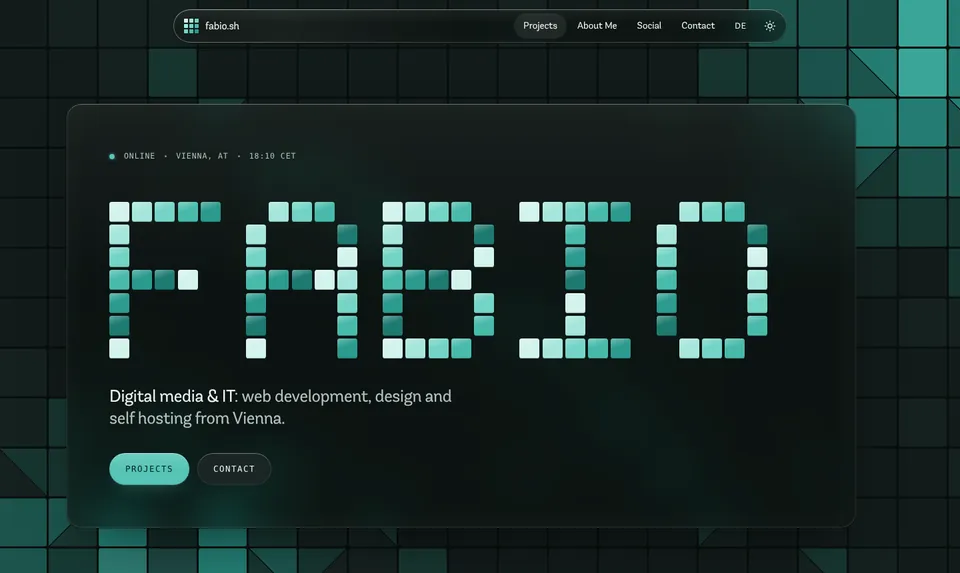 fabio.sh
Projects
About Me
Social
Contact
DE
ONLINE · VIENNA, AT · 18:10 CET
FABIO
Digital media & IT: web development, design and
self hosting from Vienna.
PROJECTS
CONTACT